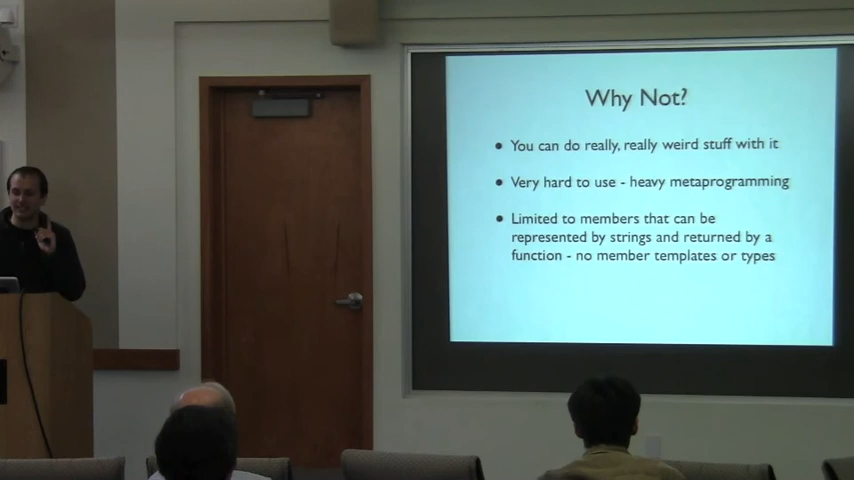 Why Not?
• You can do really, really weird stuff with it
• Very hard to use - heavy metaprogramming
• Limited to members that can be
represented by strings and returned by a
function - no member templates or types